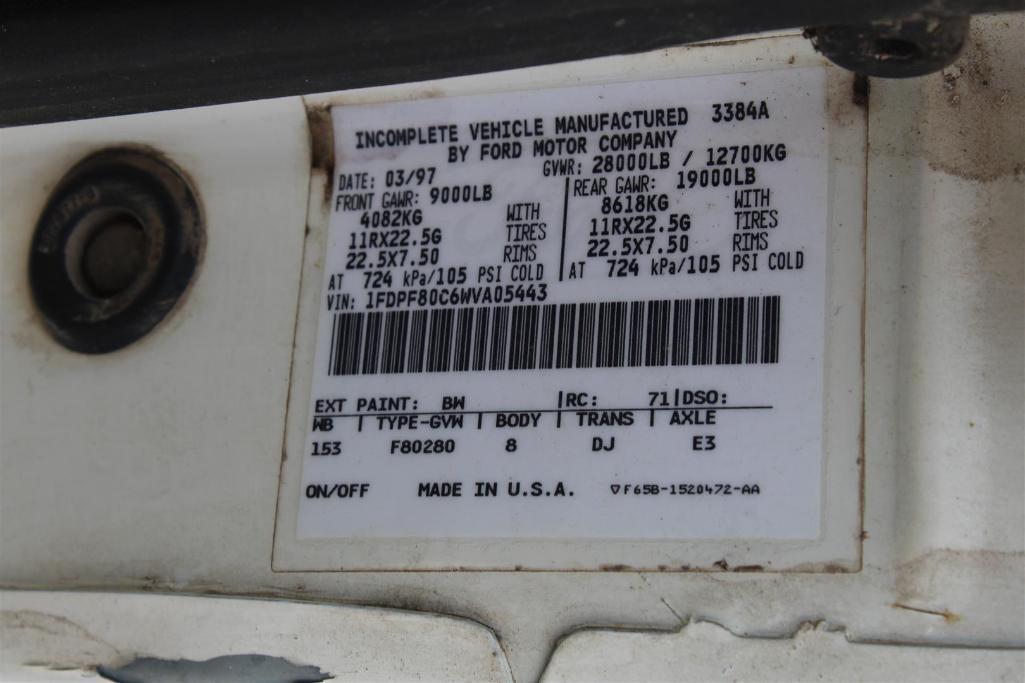 INCOMPLETE VEHICLE MANUFACTURED 3384A
BY FORD MOTOR COMPANY
DATE: 03/97 GVWR: 28000LB / 12700KG
FRONT GAWR: 9000LB REAR GAWR: 19000LB
4082KG WITH 8618KG WITH
11RX22.5G TIRES 11RX22.5G TIRES
22.5X7.50 RIMS 22.5X7.50 RIMS
AT 724 kPa/105 PSI COLD AT 724 kPa/105 PSI COLD
VIN: 1FDPF80C6WVA05443
EXT PAINT: BW |RC: 71|DSO:
WB | TYPE-GVW | BODY | TRANS | AXLE
153 F80280 8 DJ E3
ON/OFF MADE IN U.S.A. ▽F65B-1520472-AA